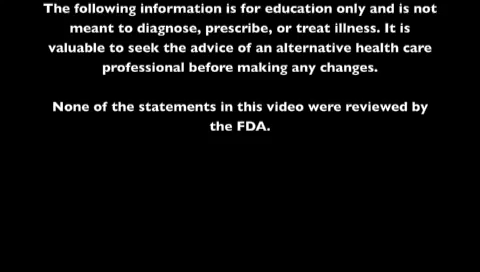 The following information is for education only and is not
meant to diagnose, prescribe, or treat illness. It is
valuable to seek the advice of an alternative health care
professional before making any changes.
None of the statements in this video were reviewed by
the FDA.